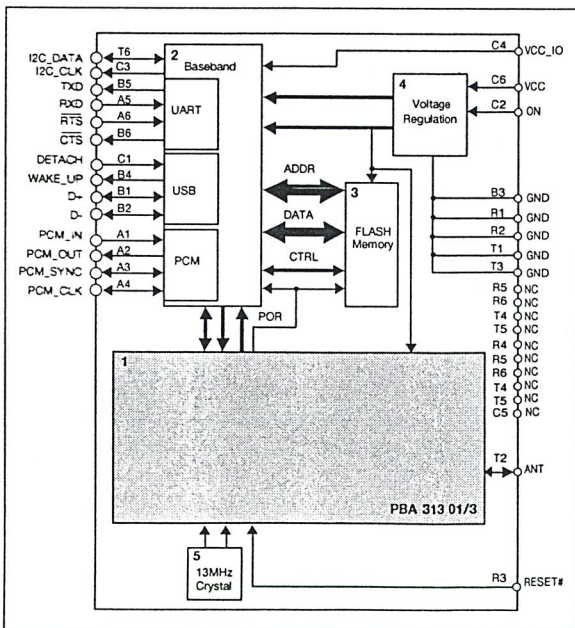 I2C_DATA T6
I2C_CLK C3
TXD B5
RXD A5
RTS A6
CTS B6
DETACH C1
WAKE_UP B4
D+ B1
D- B2
PCM_IN A1
PCM_OUT A2
PCM_SYNC A3
PCM_CLK A4
2
Baseband
UART
USB
PCM
ADDR
DATA
CTRL
POR
3
FLASH
Memory
4
Voltage
Regulation
C4 VCC_IO
C6 VCC
C2 ON
B3 GND
R1 GND
R2 GND
T1 GND
T3 GND
R5 NC
R6 NC
T4 NC
T5 NC
R4 NC
R5 NC
R6 NC
T4 NC
T5 NC
C5 NC
1
PBA 313 01/3
T2 ANT
5
13MHz
Crystal
R3 RESET#